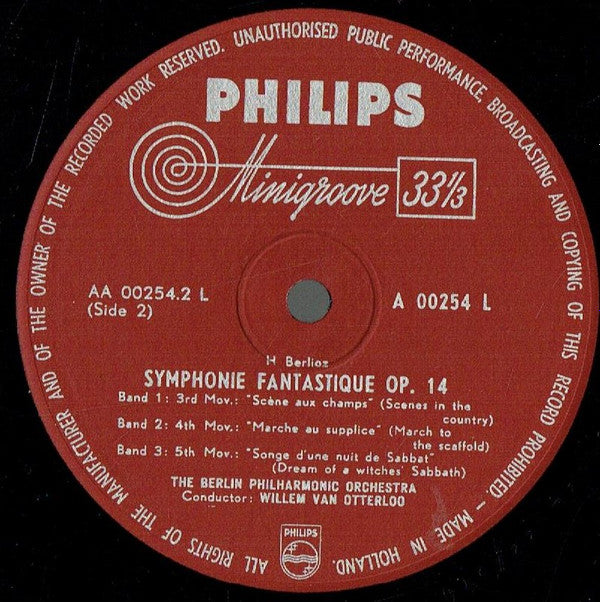 ALL RIGHTS OF THE MANUFACTURER AND OF THE OWNER OF THE RECORDED WORK RESERVED. UNAUTHORISED PUBLIC PERFORMANCE, BROADCASTING AND COPYING OF THIS RECORD PROHIBITED. – MADE IN HOLLAND.
PHILIPS
Minigroove 33⅓
AA 00254.2 L
(Side 2)
A 00254 L
H Berlioz
SYMPHONIE FANTASTIQUE OP. 14
Band 1: 3rd Mov.: "Scène aux champs" (Scenes in the
country)
Band 2: 4th Mov.: "Marche au supplice" (March to
the scaffold)
Band 3: 5th Mov.: "Songe d'une nuit de Sabbat"
(Dream of a witches' Sabbath)
THE BERLIN PHILHARMONIC ORCHESTRA
Conductor: WILLEM VAN OTTERLOO
PHILIPS